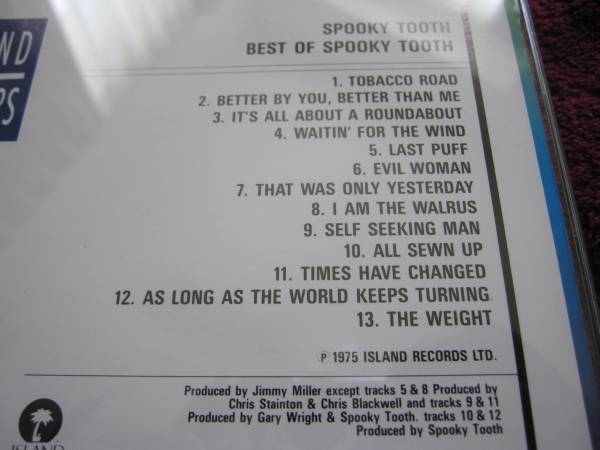 ND
PS
SPOOKY TOOTH
BEST OF SPOOKY TOOTH
1. TOBACCO ROAD
2. BETTER BY YOU, BETTER THAN ME
3. IT'S ALL ABOUT A ROUNDABOUT
4. WAITIN' FOR THE WIND
5. LAST PUFF
6. EVIL WOMAN
7. THAT WAS ONLY YESTERDAY
8. I AM THE WALRUS
9. SELF SEEKING MAN
10. ALL SEWN UP
11. TIMES HAVE CHANGED
12. AS LONG AS THE WORLD KEEPS TURNING
13. THE WEIGHT
℗ 1975 ISLAND RECORDS LTD.
Produced by Jimmy Miller except tracks 5 & 8 Produced by
Chris Stainton & Chris Blackwell and tracks 9 & 11
Produced by Gary Wright & Spooky Tooth. tracks 10 & 12
Produced by Spooky Tooth
ISLAND